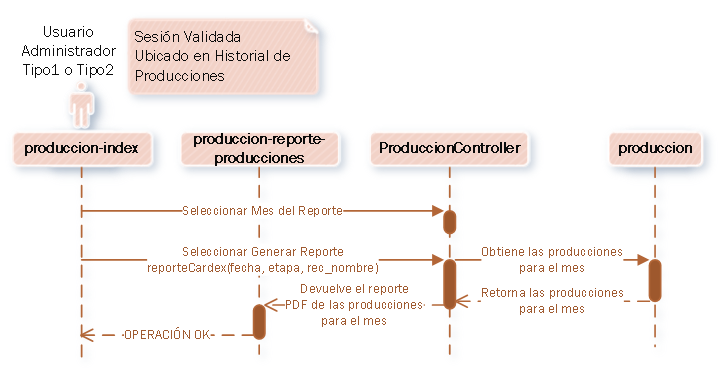 Usuario
Administrador
Tipo1 o Tipo2
Sesión Validada
Ubicado en Historial de
Producciones
produccion-index
produccion-reporte-
producciones
ProduccionController
produccion
Seleccionar Mes del Reporte
Seleccionar Generar Reporte
reporteCardex(fecha, etapa, rec_nombre)
Obtiene las producciones
para el mes
Retorna las producciones
para el mes
Devuelve el reporte
PDF de las producciones
para el mes
OPERACIÓN OK